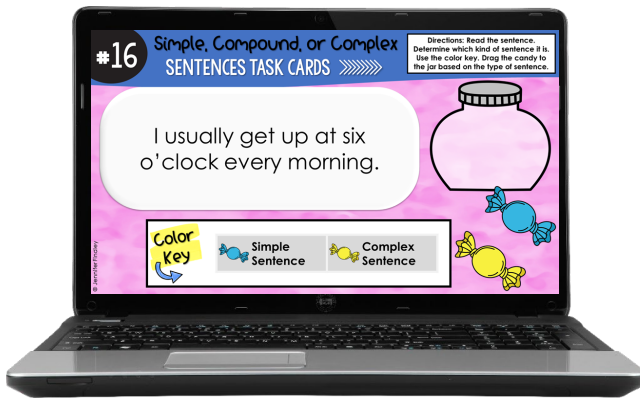 #16
Simple, Compound, or Complex
SENTENCES TASK CARDS
Directions: Read the sentence.
Determine which kind of sentence it is.
Use the color key. Drag the candy to
the jar based on the type of sentence.
I usually get up at six
o'clock every morning.
Color
Key
Simple
Sentence
Complex
Sentence
© Jennifer Findley